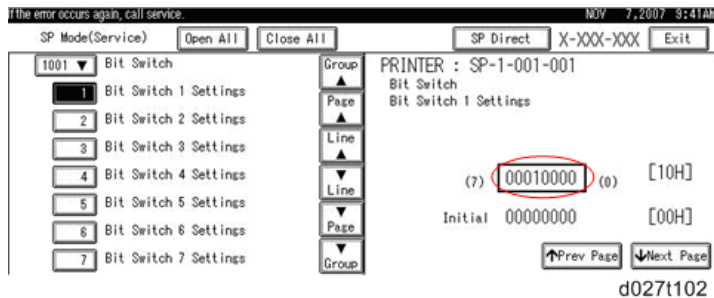 If the error occurs again, call service. NOV 7,2007 9:41AM
SP Mode(Service) Open All Close All SP Direct X-XXX-XXX Exit
1001 ▼ Bit Switch
1 Bit Switch 1 Settings
2 Bit Switch 2 Settings
3 Bit Switch 3 Settings
4 Bit Switch 4 Settings
5 Bit Switch 5 Settings
6 Bit Switch 6 Settings
7 Bit Switch 7 Settings
Group
▲
Page
▲
Line
▲
▼
Line
▼
Page
▼
Group
PRINTER : SP-1-001-001
Bit Switch
Bit Switch 1 Settings
(7) 00010000 (0) [10H]
Initial 00000000 [00H]
↑Prev Page ↓Next Page
d027t102